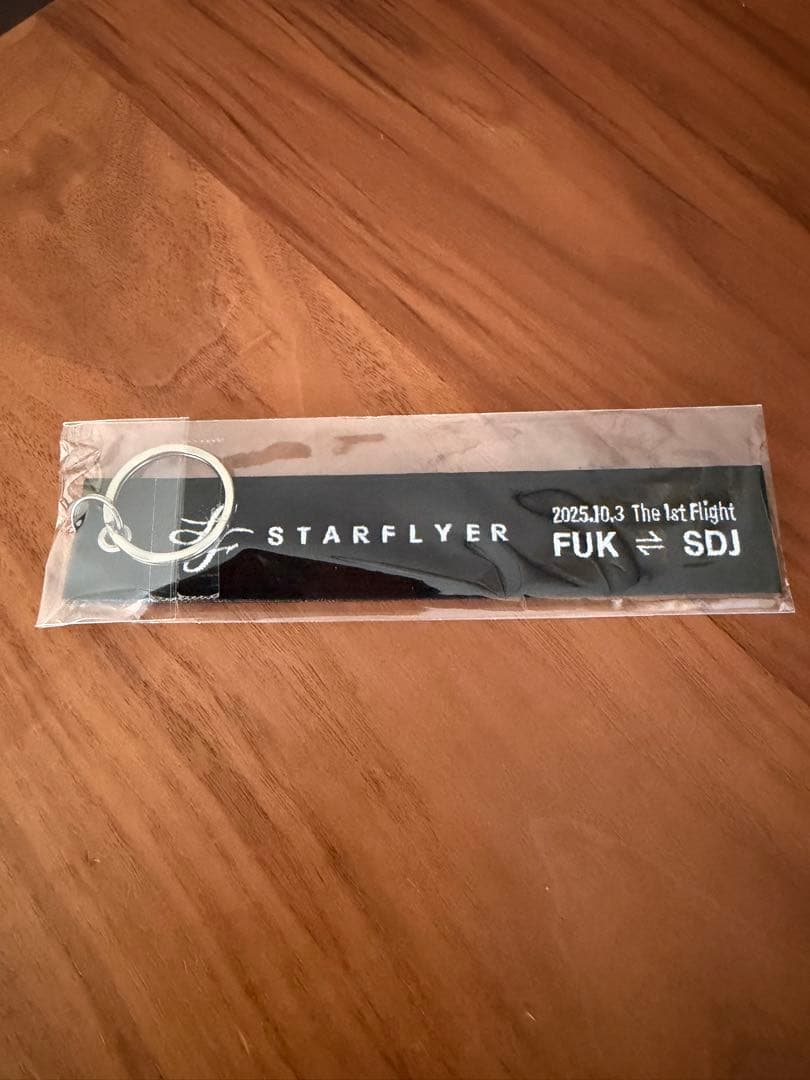 STARFLYER
2025.10.3 The 1st Flight
FUK ⇌ SDJ